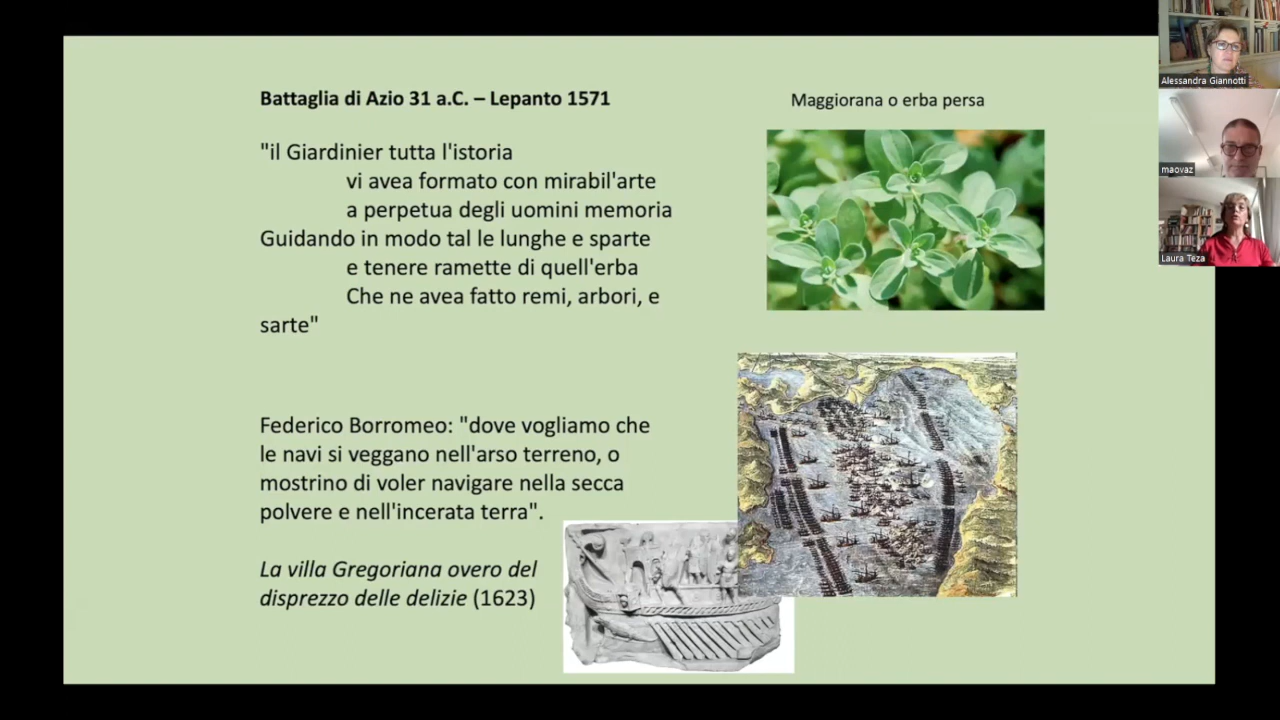 Battaglia di Azio 31 a.C. – Lepanto 1571
"il Giardinier tutta l'istoria
vi avea formato con mirabil'arte
a perpetua degli uomini memoria
Guidando in modo tal le lunghe e sparte
e tenere ramette di quell'erba
Che ne avea fatto remi, arbori, e
sarte"
Federico Borromeo: "dove vogliamo che
le navi si veggano nell'arso terreno, o
mostrino di voler navigare nella secca
polvere e nell'incerata terra".
La villa Gregoriana overo del
disprezzo delle delizie (1623)
Maggiorana o erba persa
Alessandra Giannotti
maovaz
Laura Teza